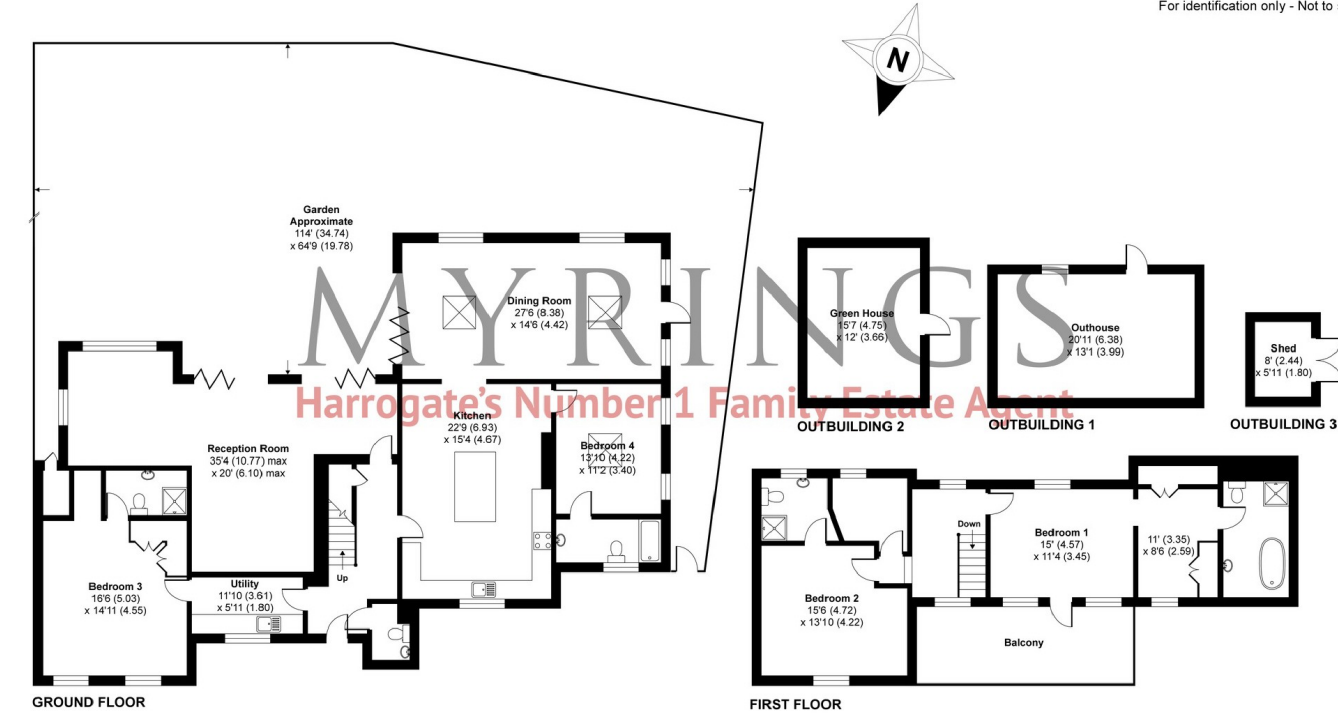 For identification only - Not to
N
Garden
Approximate
114' (34.74)
x 64'9 (19.78)
MYRINGS
Harrogate's Number 1 Family Estate Agent
Dining Room
27'6 (8.38)
x 14'6 (4.42)
Kitchen
22'9 (6.93)
x 15'4 (4.67)
Bedroom 4
13'10 (4.22)
x 11'2 (3.40)
Reception Room
35'4 (10.77) max
x 20' (6.10) max
Up
Bedroom 3
16'6 (5.03)
x 14'11 (4.55)
Utility
11'10 (3.61)
x 5'11 (1.80)
GROUND FLOOR
Green House
15'7 (4.75)
x 12' (3.66)
OUTBUILDING 2
Outhouse
20'11 (6.38)
x 13'1 (3.99)
OUTBUILDING 1
Shed
8' (2.44)
x 5'11 (1.80)
OUTBUILDING 3
Down
Bedroom 1
15' (4.57)
x 11'4 (3.45)
11' (3.35)
x 8'6 (2.59)
Bedroom 2
15'6 (4.72)
x 13'10 (4.22)
Balcony
FIRST FLOOR